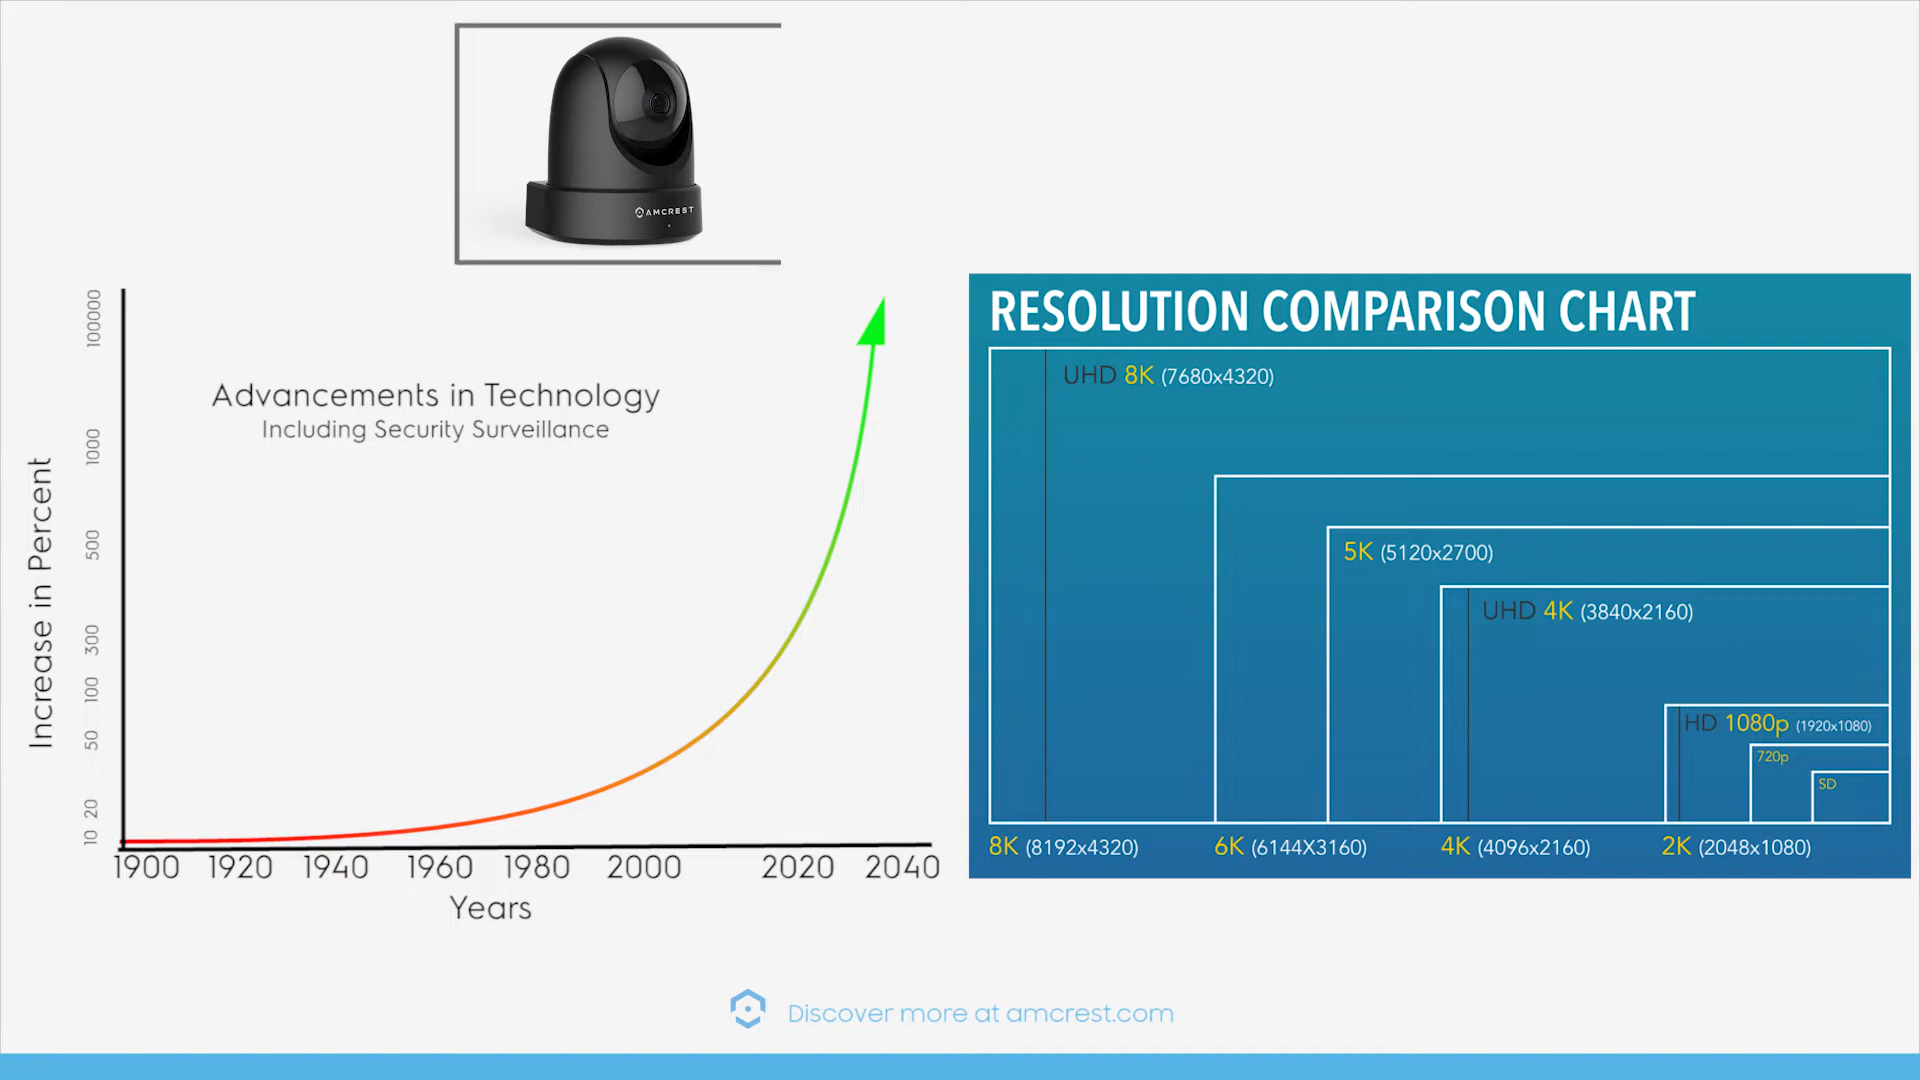 AMCREST
Advancements in Technology
Including Security Surveillance
Increase in Percent
100000
1000
500
300
100
50
20
10
1900 1920 1940 1960 1980 2000 2020 2040
Years
RESOLUTION COMPARISON CHART
UHD 8K (7680x4320)
5K (5120x2700)
UHD 4K (3840x2160)
HD 1080p (1920x1080)
720p
SD
8K (8192x4320) 6K (6144X3160) 4K (4096x2160) 2K (2048x1080)
Discover more at amcrest.com